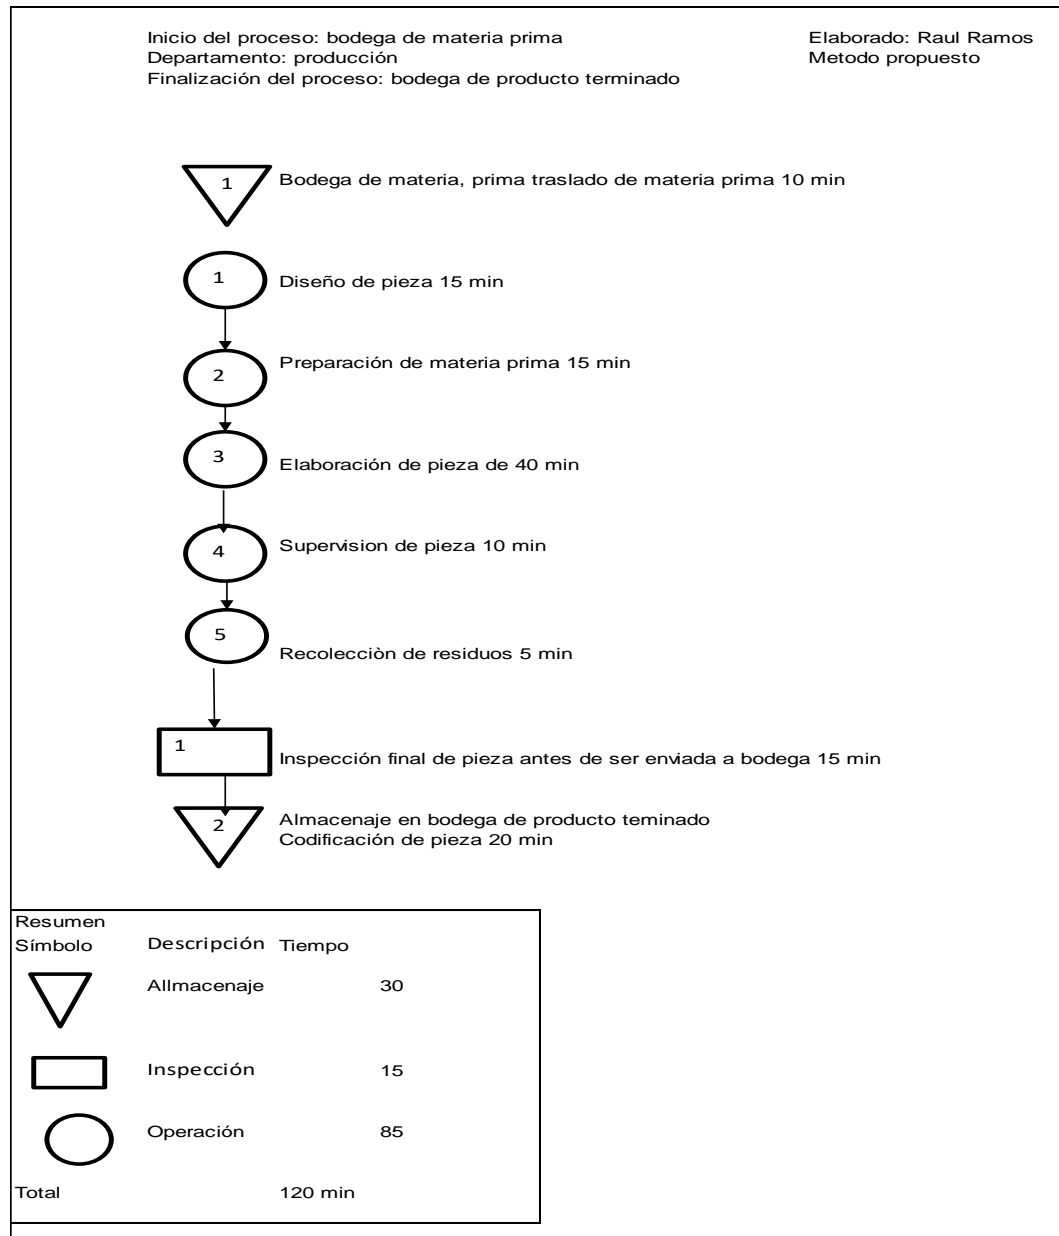 Inicio del proceso: bodega de materia prima
Elaborado: Raul Ramos
Departamento: producción
Metodo propuesto
Finalización del proceso: bodega de producto terminado
1
Bodega de materia, prima traslado de materia prima 10 min
1
Diseño de pieza 15 min
2
Preparación de materia prima 15 min
3
Elaboración de pieza de 40 min
4
Supervision de pieza 10 min
5
Recolecciòn de residuos 5 min
1
Inspección final de pieza antes de ser enviada a bodega 15 min
2
Almacenaje en bodega de producto teminado
Codificación de pieza 20 min
Resumen
Símbolo Descripción Tiempo
Allmacenaje 30
Inspección 15
Operación 85
Total 120 min